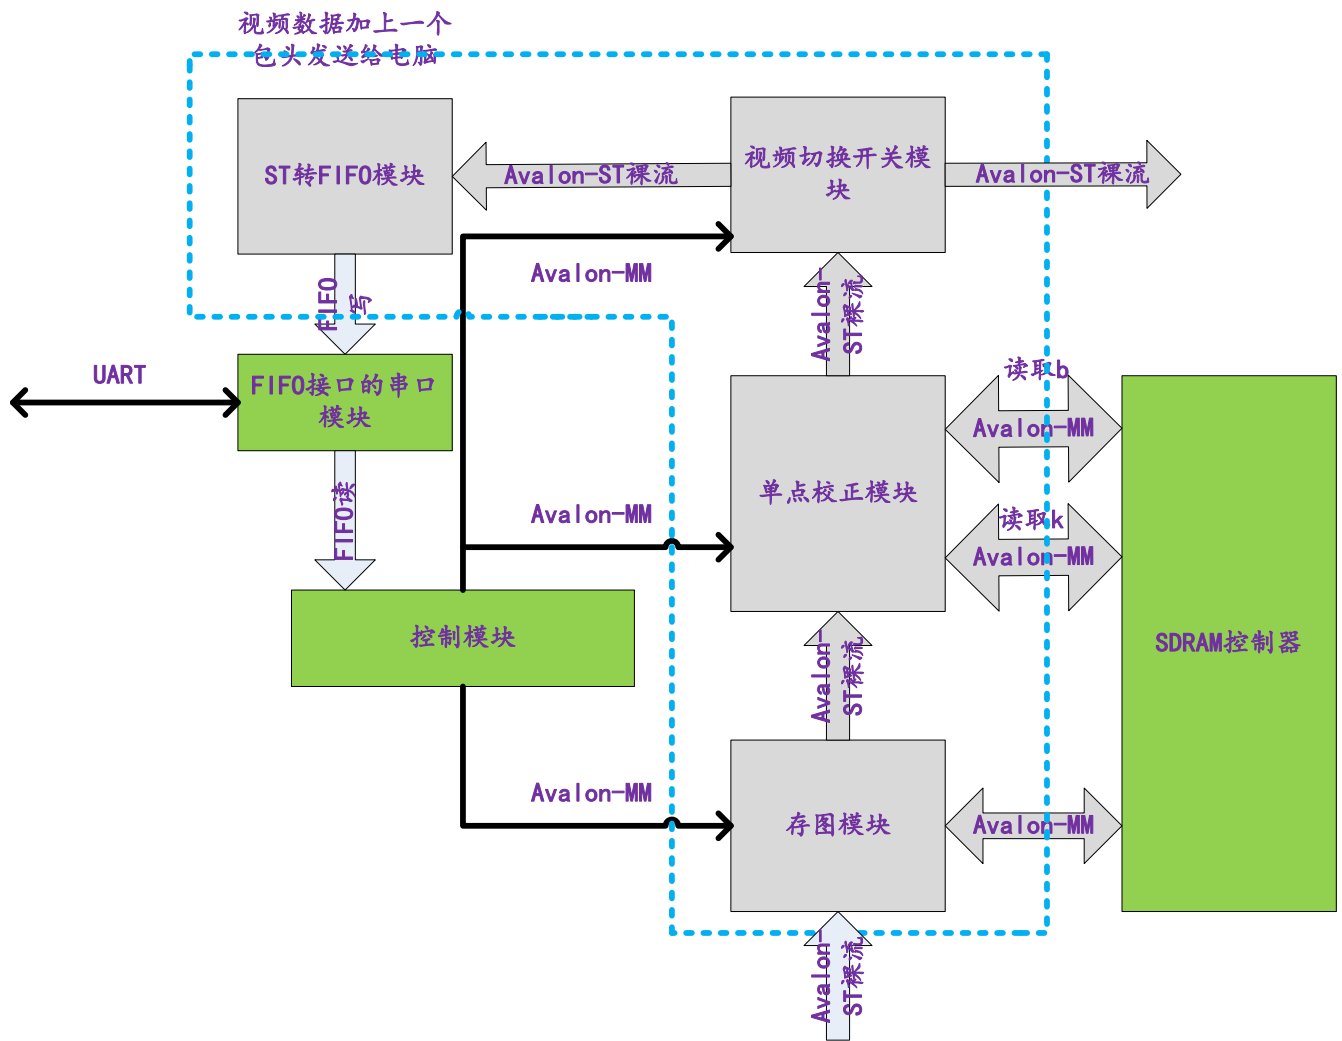 视频数据加上一个
包头发送给电脑
ST转FIFO模块
Avalon-ST裸流
视频切换开关模
块
Avalon-ST裸流
Avalon-MM
FIFO
写
Avalon-
ST裸流
UART
FIFO接口的串口
模块
读取b
Avalon-MM
FIFO读
Avalon-MM
单点校正模块
读取k
Avalon-MM
控制模块
SDRAM控制器
Avalon-
ST裸流
Avalon-MM
存图模块
Avalon-MM
Avalon-
ST裸流